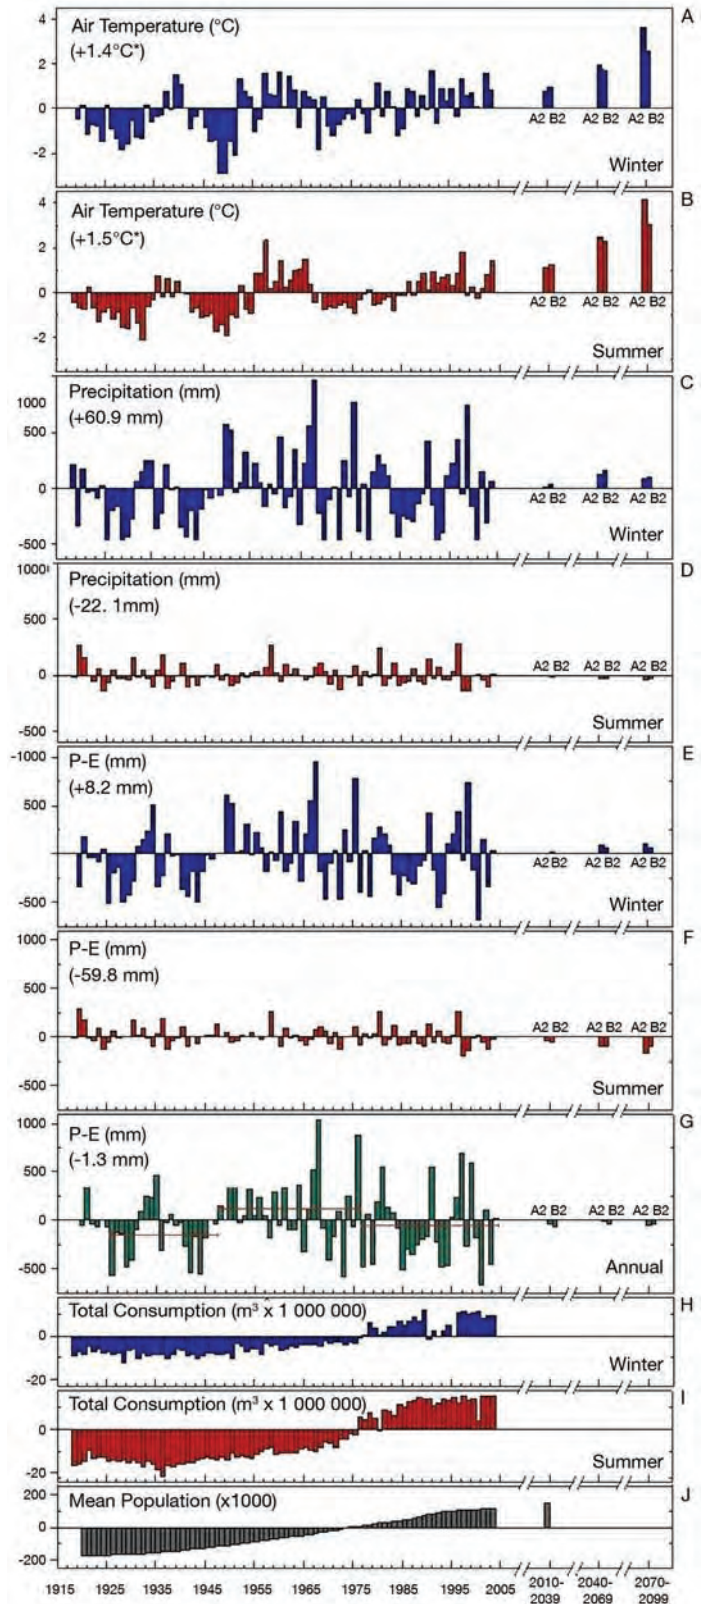 A
Air Temperature (°C)
(+1.4°C*)
4
2
0
-2
A2 B2 A2 B2 A2 B2
Winter
B
Air Temperature (°C)
(+1.5°C*)
4
2
0
-2
A2 B2 A2 B2 A2 B2
Summer
C
Precipitation (mm)
(+60.9 mm)
1000
500
0
-500
A2 B2 A2 B2 A2 B2
Winter
D
Precipitation (mm)
(-22. 1mm)
1000
500
0
-500
A2 B2 A2 B2 A2 B2
Summer
E
P-E (mm)
(+8.2 mm)
-1000
500
0
-500
A2 B2 A2 B2 A2 B2
Winter
F
P-E (mm)
(-59.8 mm)
1000
500
0
-500
A2 B2 A2 B2 A2 B2
Summer
G
P-E (mm)
(-1.3 mm)
1000
500
0
-500
A2 B2 A2 B2 A2 B2
Annual
H
Total Consumption (m³ x 1 000 000)
0
-20
Winter
I
Total Consumption (m³ x 1 000 000)
0
-20
Summer
J
Mean Population (x1000)
200
0
-200
1915 1925 1935 1945 1955 1965 1975 1985 1995 2005 2010-2039 2040-2069 2070-2099